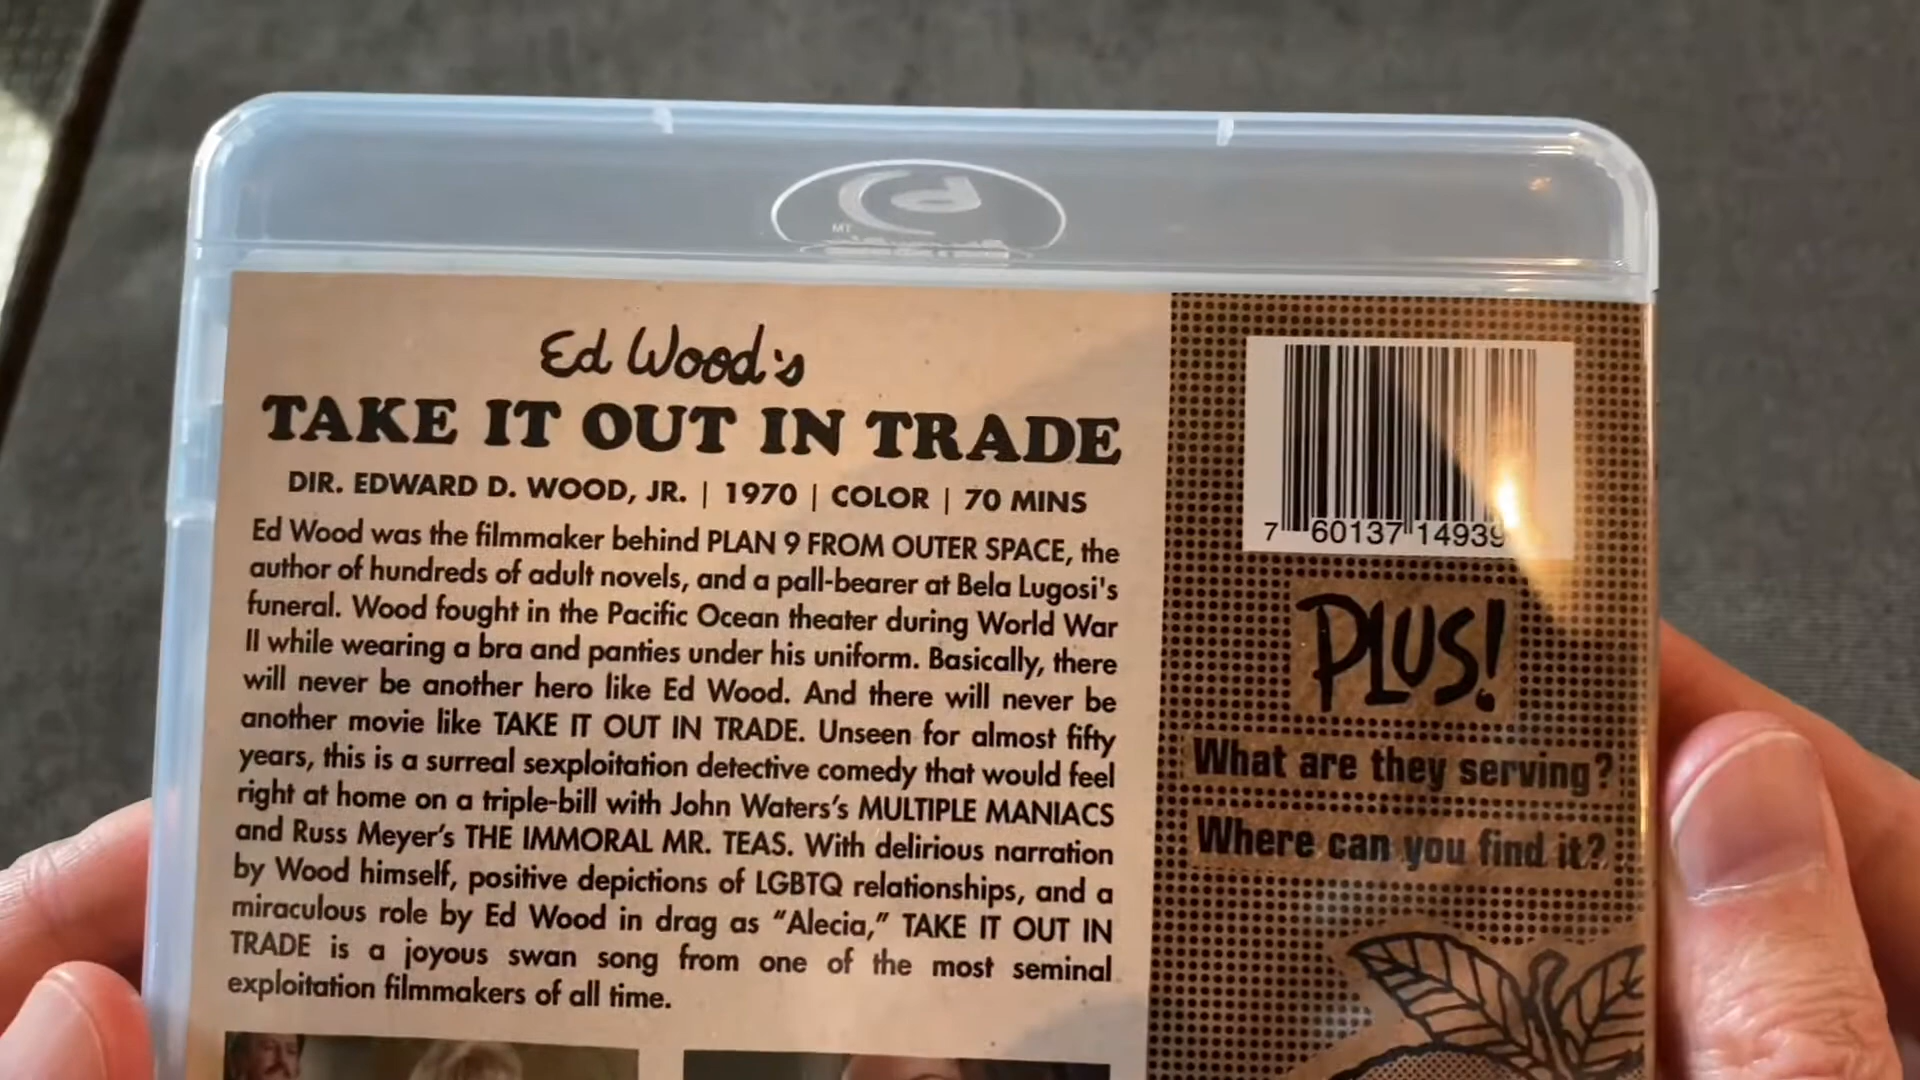 Ed Wood's
TAKE IT OUT IN TRADE
DIR. EDWARD D. WOOD, JR. | 1970 | COLOR | 70 MINS
Ed Wood was the filmmaker behind PLAN 9 FROM OUTER SPACE, the
author of hundreds of adult novels, and a pall-bearer at Bela Lugosi's
funeral. Wood fought in the Pacific Ocean theater during World War
II while wearing a bra and panties under his uniform. Basically, there
will never be another hero like Ed Wood. And there will never be
another movie like TAKE IT OUT IN TRADE. Unseen for almost fifty
years, this is a surreal sexploitation detective comedy that would feel
right at home on a triple-bill with John Waters's MULTIPLE MANIACS
and Russ Meyer's THE IMMORAL MR. TEAS. With delirious narration
by Wood himself, positive depictions of LGBTQ relationships, and a
miraculous role by Ed Wood in drag as “Alecia,” TAKE IT OUT IN
TRADE is a joyous swan song from one of the most seminal
exploitation filmmakers of all time.
7 60137 14939
PLUS!
What are they serving?
Where can you find it?